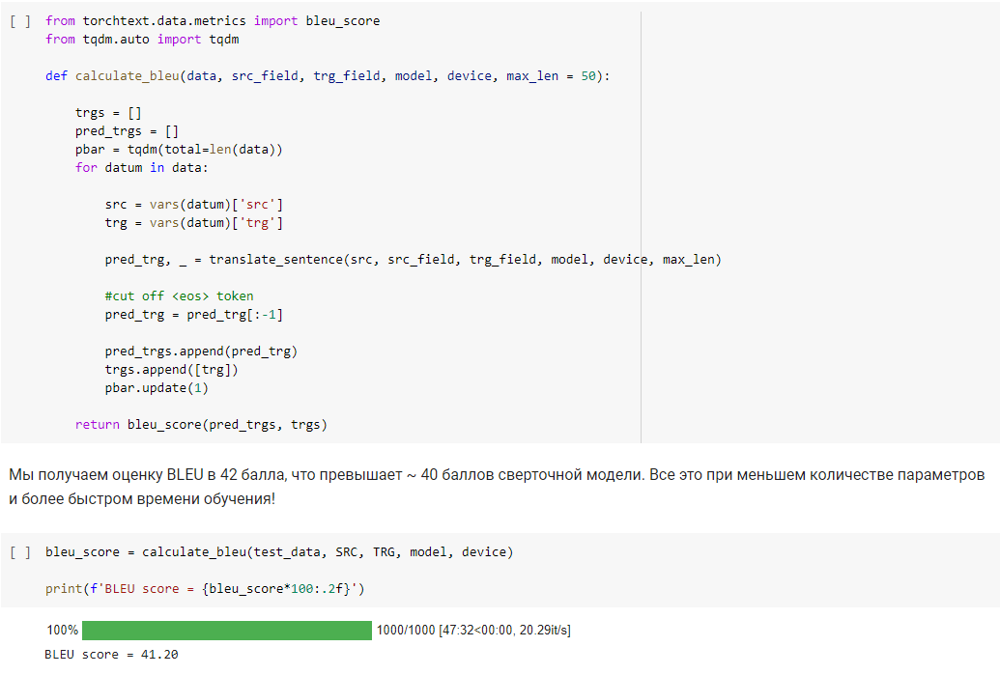 [ ] from torchtext.data.metrics import bleu_score
from tqdm.auto import tqdm
def calculate_bleu(data, src_field, trg_field, model, device, max_len = 50):
trgs = []
pred_trgs = []
pbar = tqdm(total=len(data))
for datum in data:
src = vars(datum)['src']
trg = vars(datum)['trg']
pred_trg, _ = translate_sentence(src, src_field, trg_field, model, device, max_len)
#cut off <eos> token
pred_trg = pred_trg[:-1]
pred_trgs.append(pred_trg)
trgs.append([trg])
pbar.update(1)
return bleu_score(pred_trgs, trgs)
Мы получаем оценку BLEU в 42 балла, что превышает ~ 40 баллов сверточной модели. Все это при меньшем количестве параметров
и более быстром времени обучения!
[ ] bleu_score = calculate_bleu(test_data, SRC, TRG, model, device)
print(f'BLEU score = {bleu_score*100:.2f}')
100% 1000/1000 [47:32<00:00, 20.29it/s]
BLEU score = 41.20